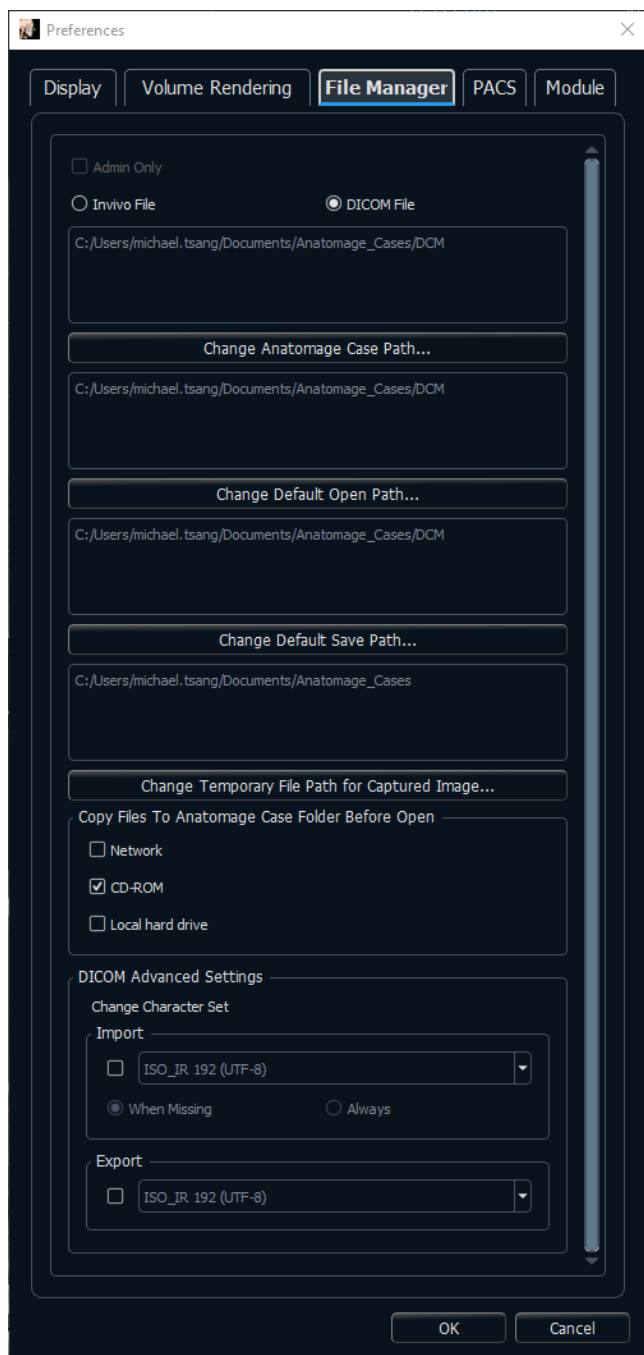 Preferences
Display Volume Rendering File Manager PACS Module
Admin Only
Invivo File DICOM File
C:/Users/michael.tsang/Documents/Anatomage_Cases/DCM
Change Anatomage Case Path...
C:/Users/michael.tsang/Documents/Anatomage_Cases/DCM
Change Default Open Path...
C:/Users/michael.tsang/Documents/Anatomage_Cases/DCM
Change Default Save Path...
C:/Users/michael.tsang/Documents/Anatomage_Cases
Change Temporary File Path for Captured Image...
Copy Files To Anatomage Case Folder Before Open
Network
CD-ROM
Local hard drive
DICOM Advanced Settings
Change Character Set
Import
ISO_IR 192 (UTF-8)
When Missing Always
Export
ISO_IR 192 (UTF-8)
OK Cancel